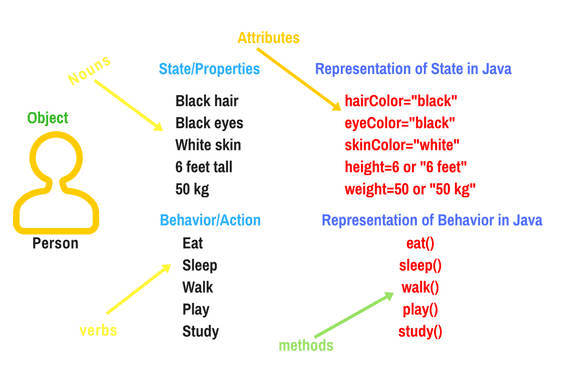 Attributes
Nouns
State/Properties
Representation of State in Java
Black hair
hairColor="black"
Object
Black eyes
eyeColor="black"
White skin
skinColor="white"
6 feet tall
height=6 or "6 feet"
50 kg
weight=50 or "50 kg"
Person
Behavior/Action
Representation of Behavior in Java
Eat
eat()
Sleep
sleep()
Walk
walk()
Play
play()
verbs
Study
study()
methods